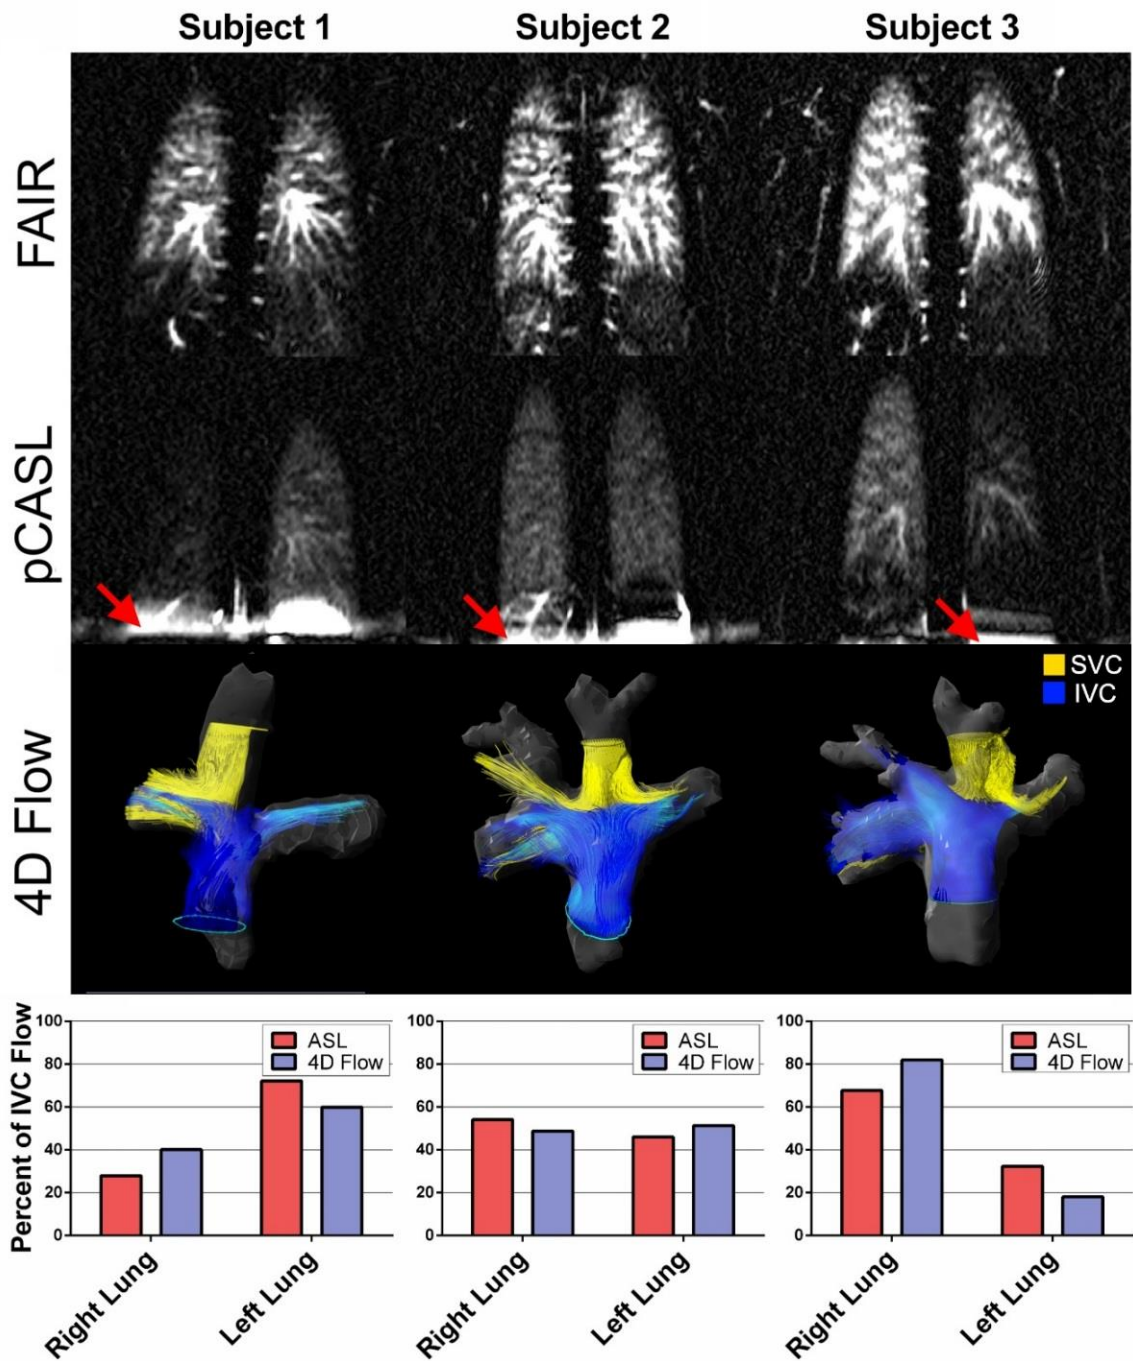 Subject 1 Subject 2 Subject 3
FAIR
pCASL
4D Flow
SVC
IVC
Percent of IVC Flow
100
80
60
40
20
0
ASL
4D Flow
Right Lung
Left Lung
100
80
60
40
20
0
ASL
4D Flow
Right Lung
Left Lung
100
80
60
40
20
0
ASL
4D Flow
Right Lung
Left Lung